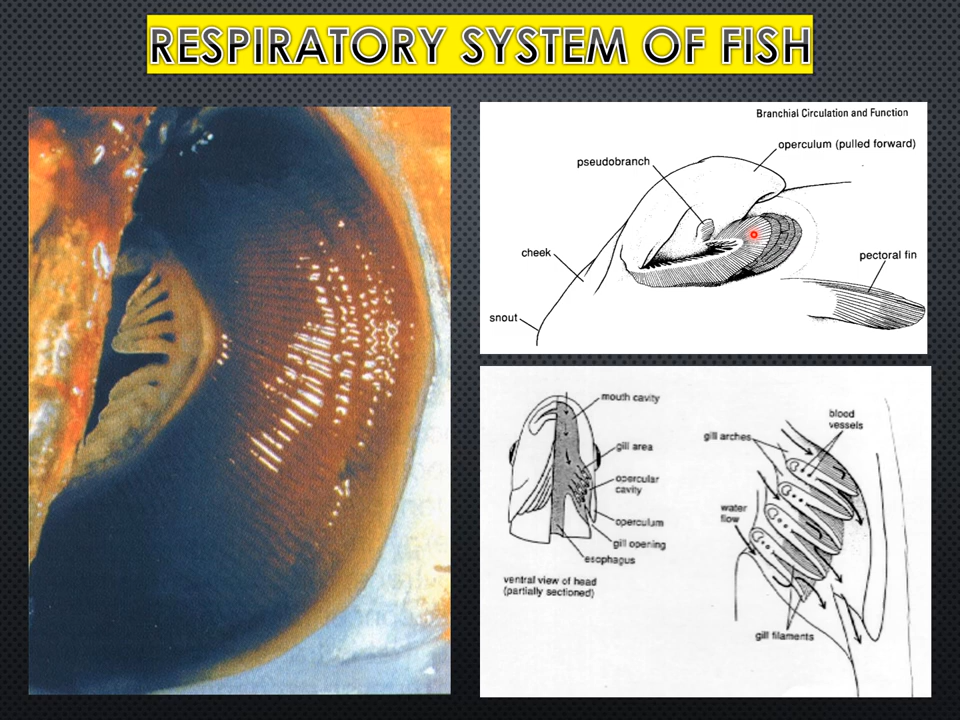 RESPIRATORY SYSTEM OF FISH
Branchial Circulation and Function
operculum (pulled forward)
pseudobranch
cheek
pectoral fin
snout
mouth cavity
gill area
opercular
cavity
operculum
gill opening
esophagus
ventral view of head
(partially sectioned)
blood
vessels
gill arches
water
flow
gill filaments